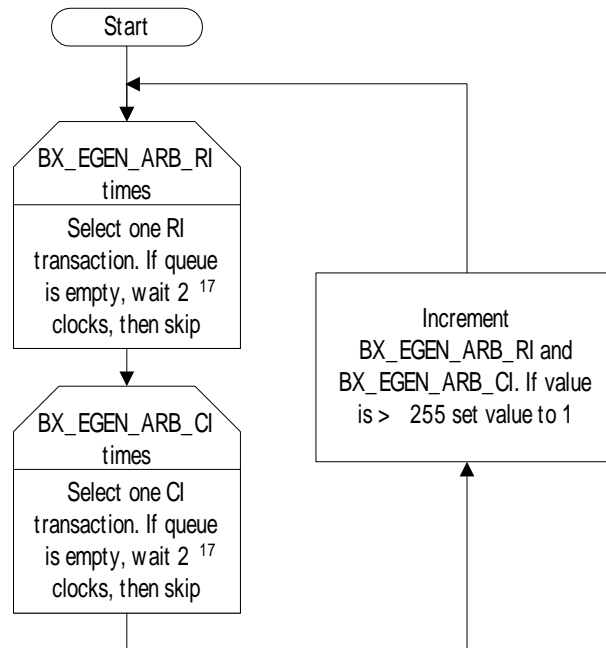 Start
BX_EGEN_ARB_RI
times
Select one RI
transaction. If queue
is empty, wait 2 17
clocks, then skip
BX_EGEN_ARB_CI
times
Select one CI
transaction. If queue
is empty, wait 2 17
clocks, then skip
Increment
BX_EGEN_ARB_RI and
BX_EGEN_ARB_CI. If value
is > 255 set value to 1